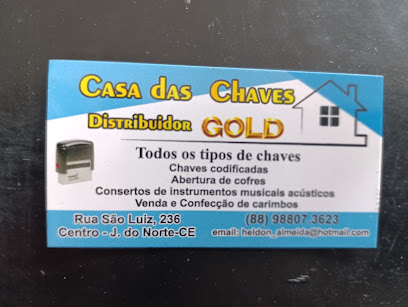 Casa das Chaves
Distribuidor GOLD
Todos os tipos de chaves
Chaves codificadas
Abertura de cofres
Consertos de instrumentos musicais acústicos
Venda e Confecção de carimbos
Rua São Luiz, 236
Centro - J. do Norte-CE
(88) 98807.3623
email: heldon_almeida@hotmail.com